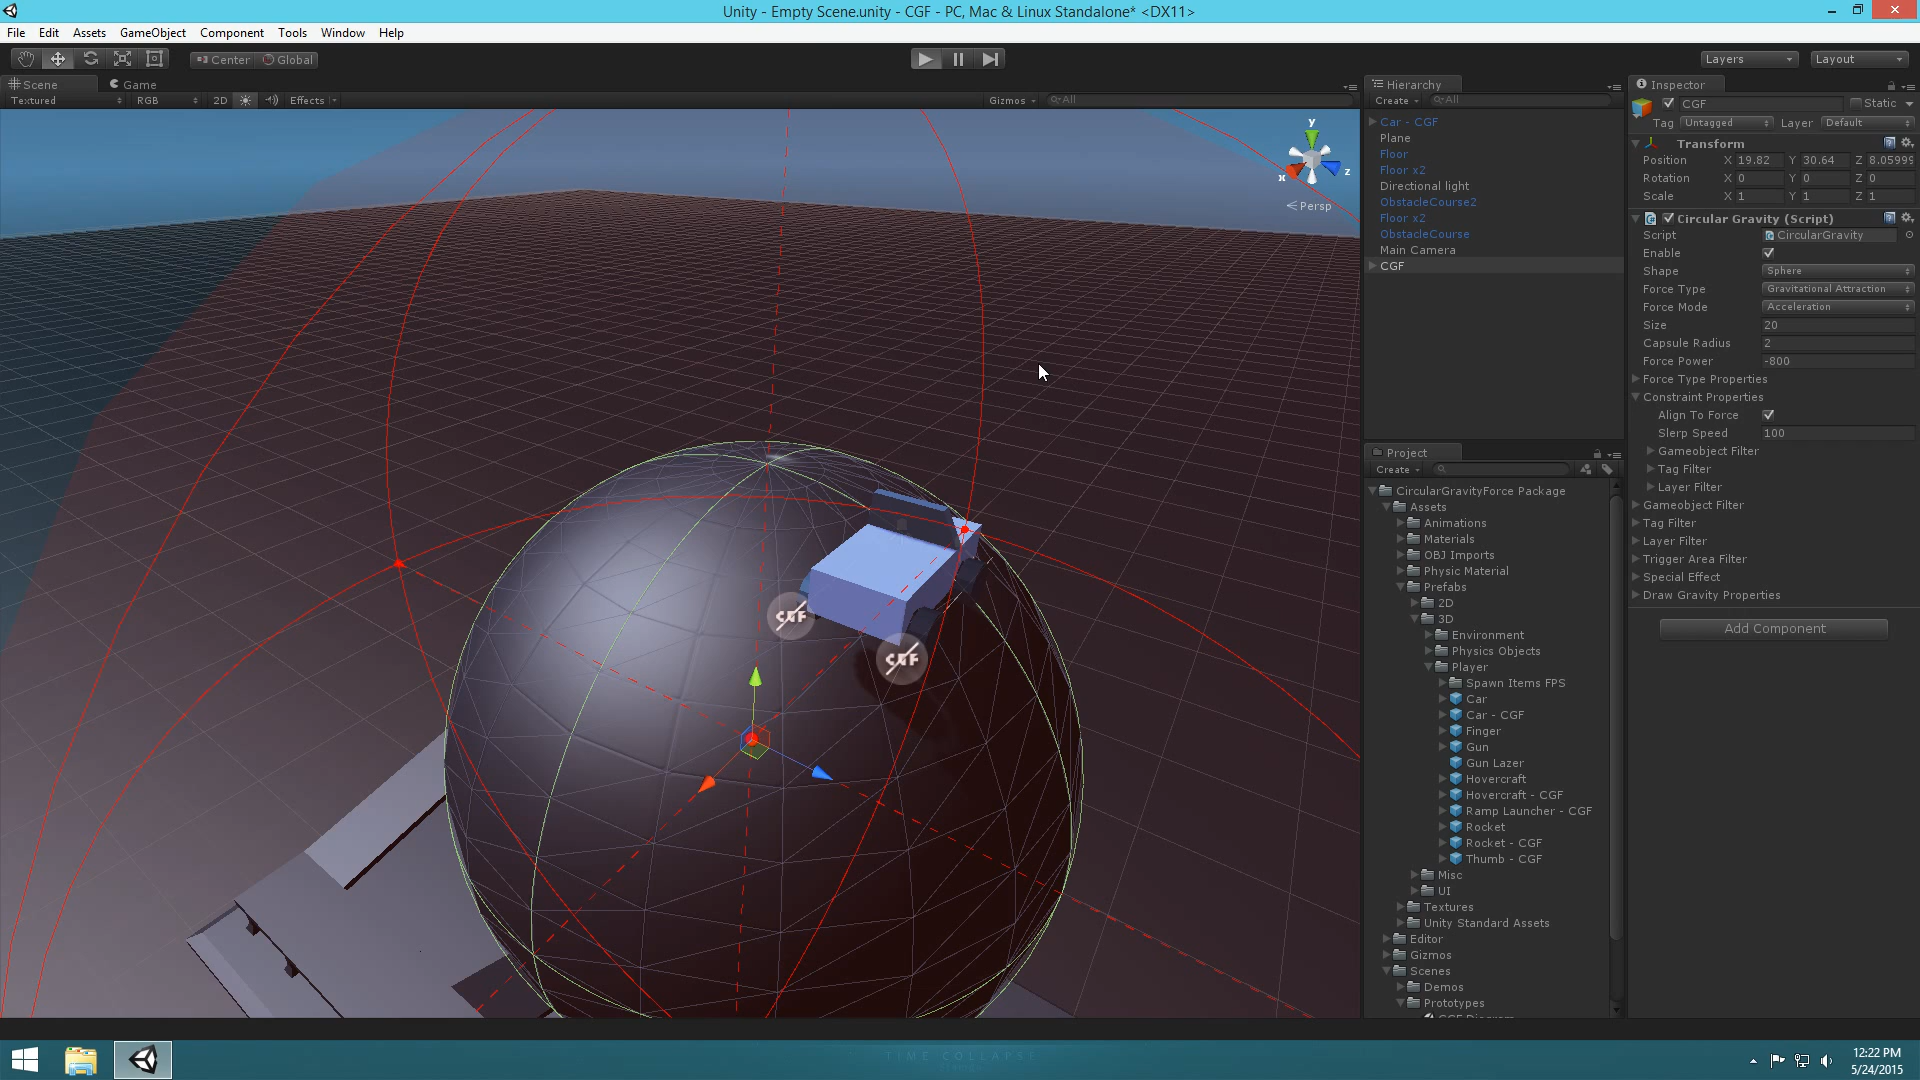 Unity - Empty Scene.unity - CGF - PC, Mac & Linux Standalone* <DX11>
File Edit Assets GameObject Component Tools Window Help
Center Global
Layers Layout
Scene Game
Textured RGB 2D Effects Gizmos All
y
x
z
Persp
CGF
CGF
Hierarchy
Create All
Car - CGF
Plane
Floor
Floor x2
Directional light
ObstacleCourse2
Floor x2
ObstacleCourse
Main Camera
CGF
Project
Create
CircularGravityForce Package
Assets
Animations
Materials
OBJ Imports
Physic Material
Prefabs
2D
3D
Environment
Physics Objects
Player
Spawn Items FPS
Car
Car - CGF
Finger
Gun
Gun Lazer
Hovercraft
Hovercraft - CGF
Ramp Launcher - CGF
Rocket
Rocket - CGF
Thumb - CGF
Misc
UI
Textures
Unity Standard Assets
Editor
Gizmos
Scenes
Demos
Prototypes
Inspector
CGF Static
Tag Untagged Layer Default
Transform
Position X 19.82 Y 30.64 Z 8.05999
Rotation X 0 Y 0 Z 0
Scale X 1 Y 1 Z 1
Circular Gravity (Script)
Script CircularGravity
Enable
Shape Sphere
Force Type Gravitational Attraction
Force Mode Acceleration
Size 20
Capsule Radius 2
Force Power -800
Force Type Properties
Constraint Properties
Align To Force
Slerp Speed 100
Gameobject Filter
Tag Filter
Layer Filter
Gameobject Filter
Tag Filter
Layer Filter
Trigger Area Filter
Special Effect
Draw Gravity Properties
Add Component
TIME COLLAPSE
12:22 PM
5/24/2015